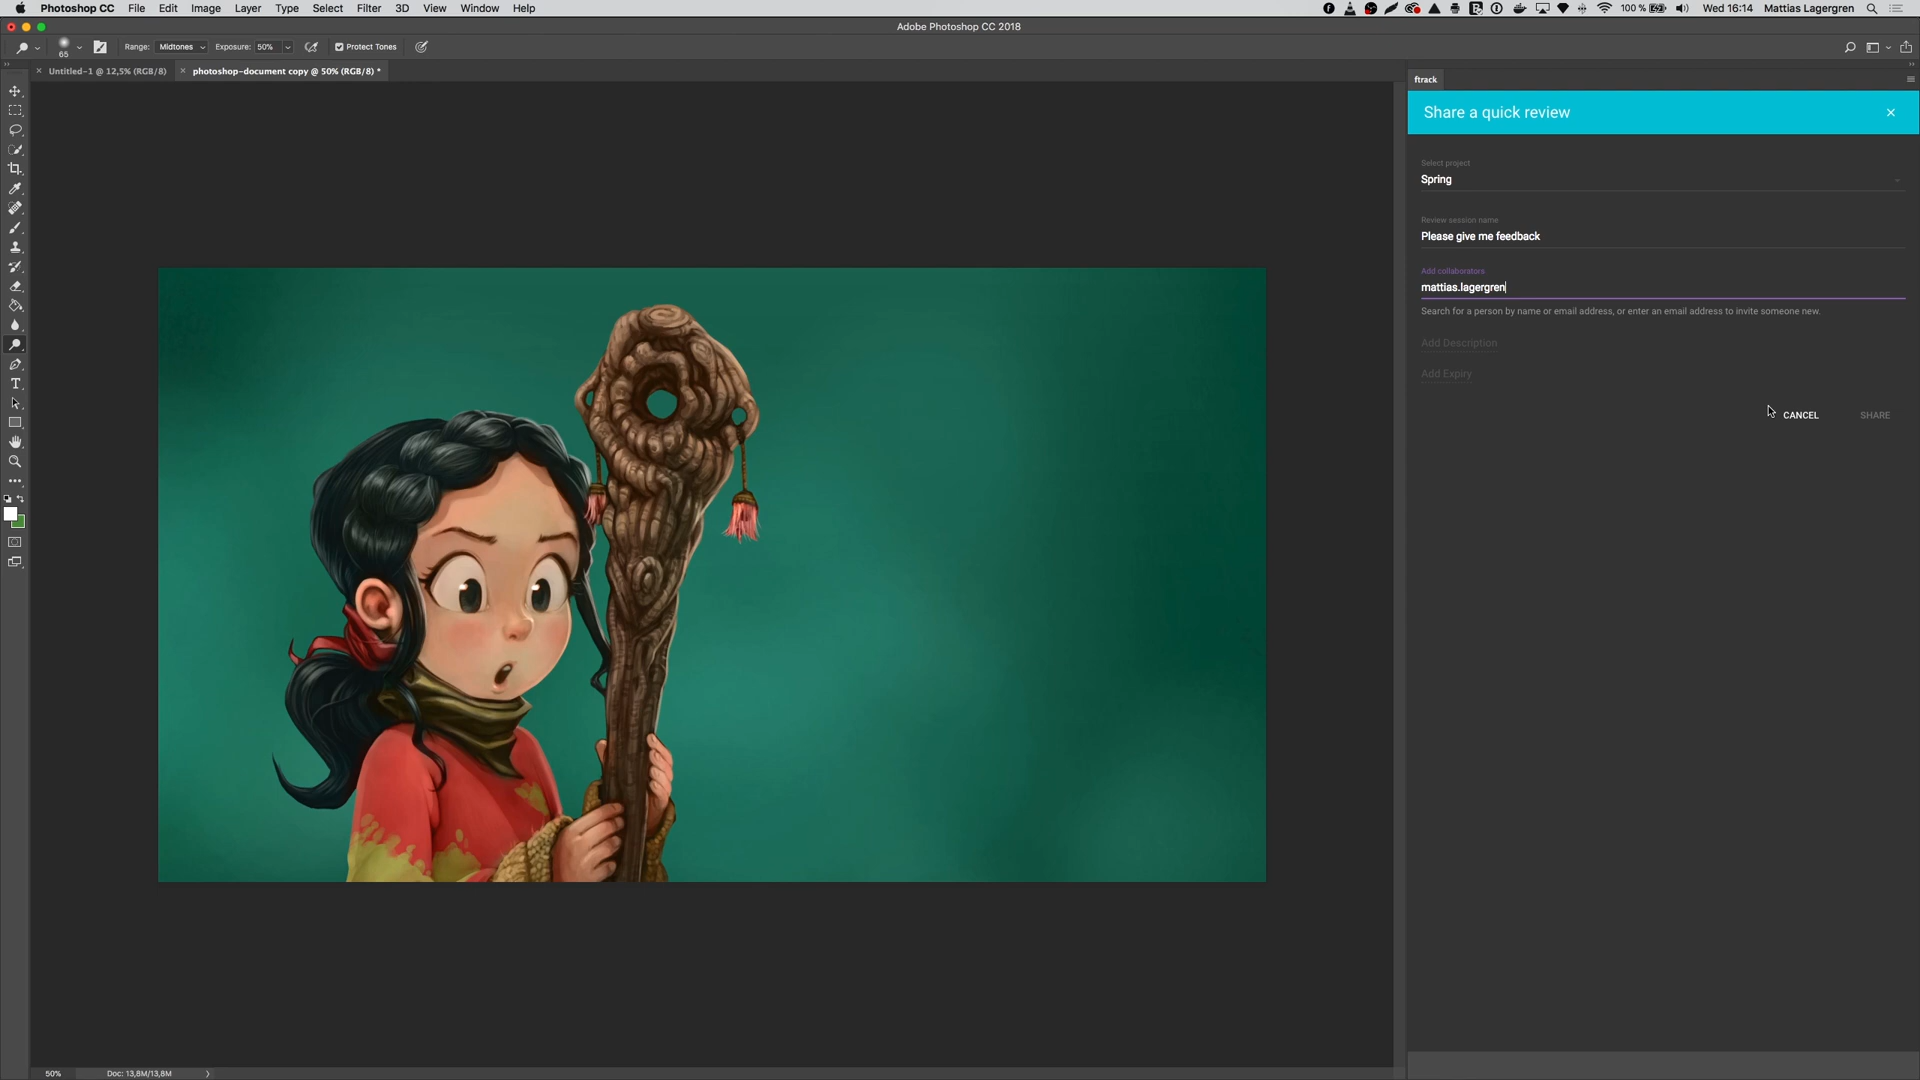 Photoshop CC File Edit Image Layer Type Select Filter 3D View Window Help 100 % Wed 16:14 Mattias Lagergren
Adobe Photoshop CC 2018
65 Range: Midtones Exposure: 50% Protect Tones
Untitled-1 @ 12,5% (RGB/8) photoshop-document copy @ 50% (RGB/8) *
ftrack
Share a quick review
Select project
Spring
Review session name
Please give me feedback
Add collaborators
mattias.lagergren
Search for a person by name or email address, or enter an email address to invite someone new.
Add Description
Add Expiry
CANCEL SHARE
50% Doc: 13,8M/13,8M